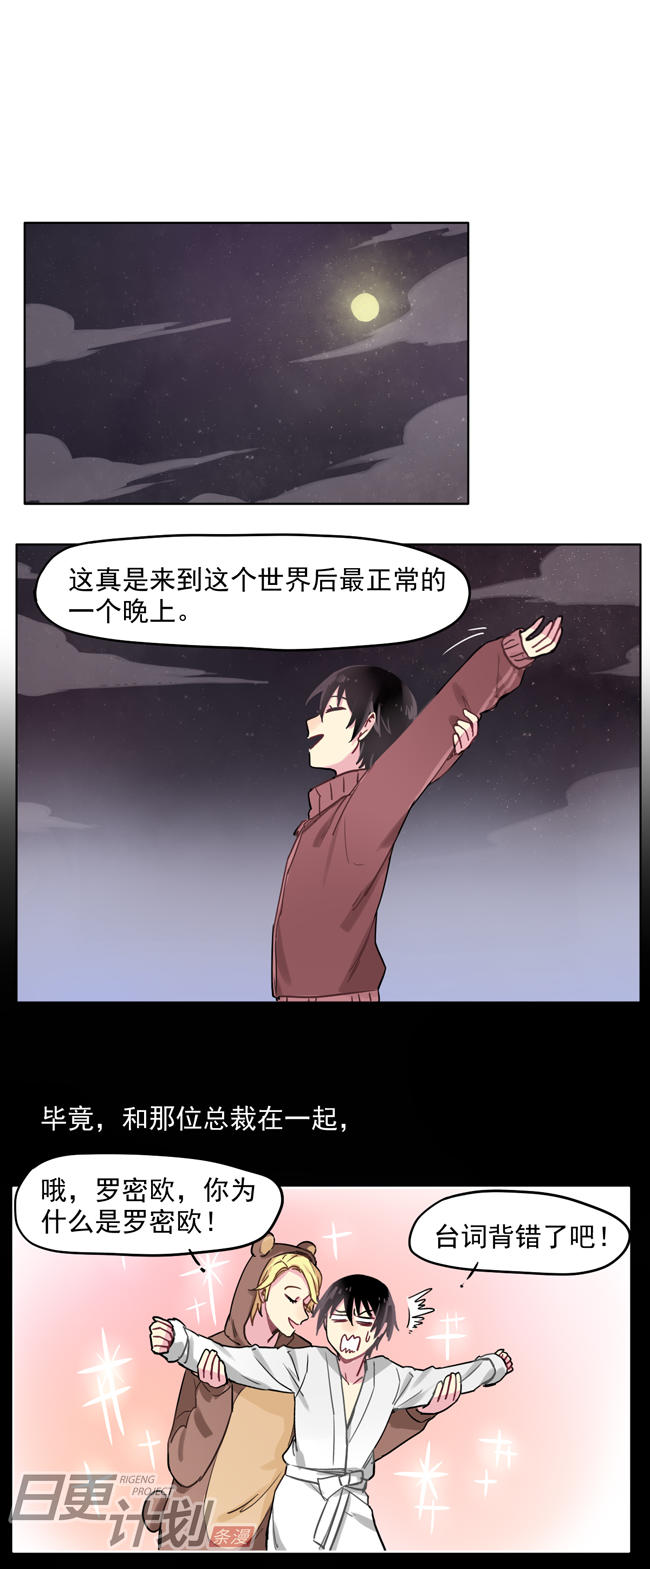 这真是来到这个世界后最正常的
一个晚上。
毕竟，和那位总裁在一起，
哦，罗密欧，你为
什么是罗密欧！
台词背错了吧！
日更
RIGENG
PROJECT
计划
条漫